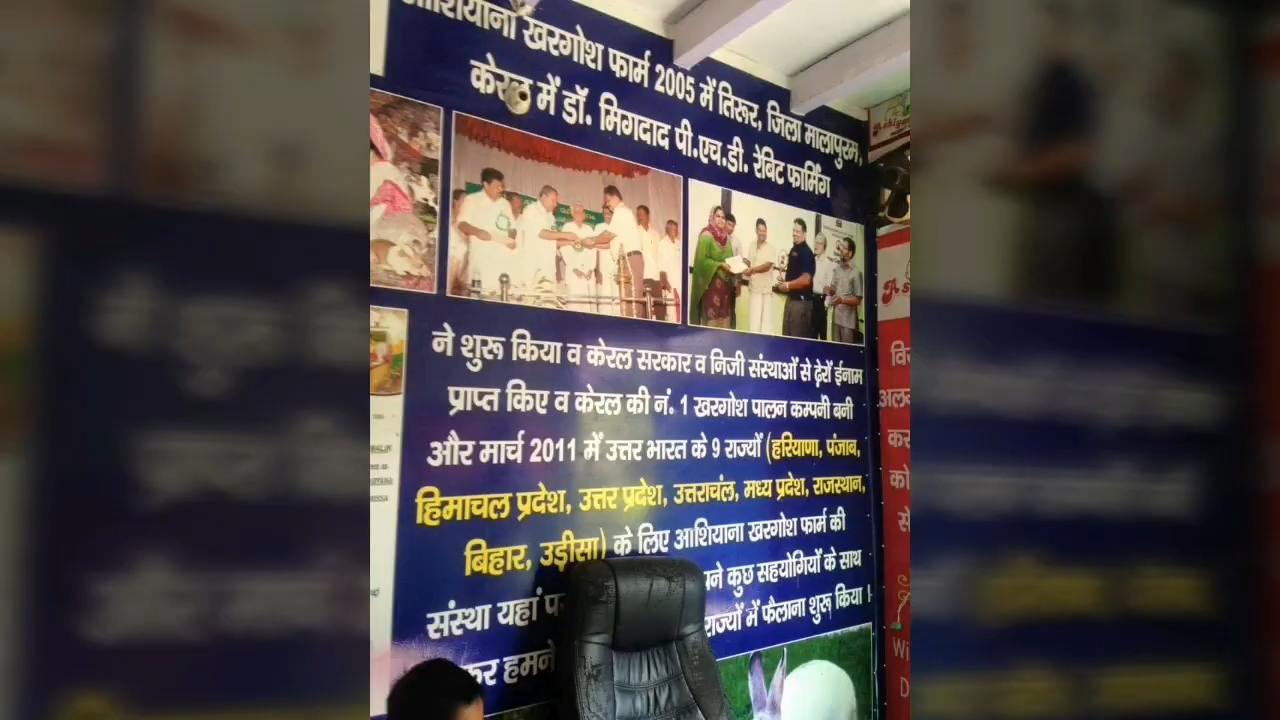 आशियाना खरगोश फार्म 2005 में तिरूर, जिला मालापुरम,
केरल में डॉ. मिगदाद पी.एच.डी. रेबिट फार्मिंग
ने शुरू किया व केरल सरकार व निजी संस्थाओं से ढ़ेरों ईनाम
प्राप्त किए व केरल की नं. 1 खरगोश पालन कम्पनी बनी
और मार्च 2011 में उत्तर भारत के 9 राज्यों (हरियाणा, पंजाब,
हिमाचल प्रदेश, उत्तर प्रदेश, उत्तराचंल, मध्य प्रदेश, राजस्थान,
बिहार, उड़ीसा) के लिए आशियाना खरगोश फार्म की
संस्था यहां कुछ सहयोगियों के साथ
हमने राज्यों में फैलाना शुरू किया।
MALIK